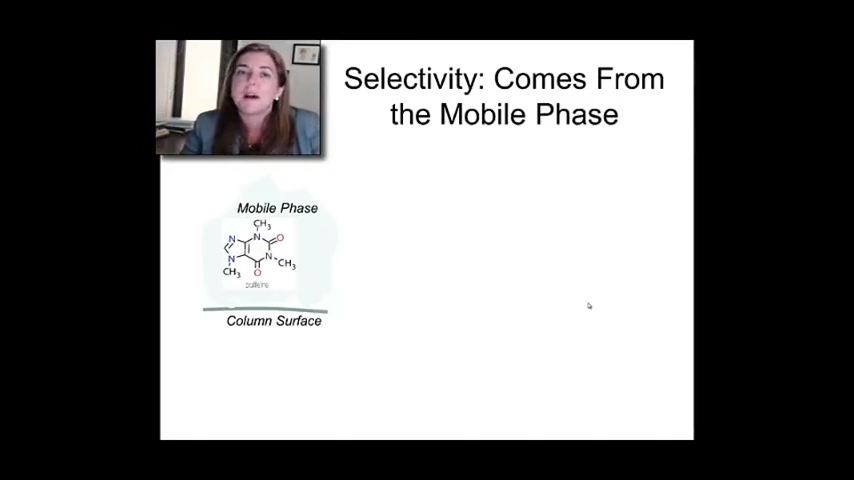 Selectivity: Comes From
the Mobile Phase
Mobile Phase
CH₃
N
N
O
N
N
CH₃
CH₃
O
caffeine
Column Surface